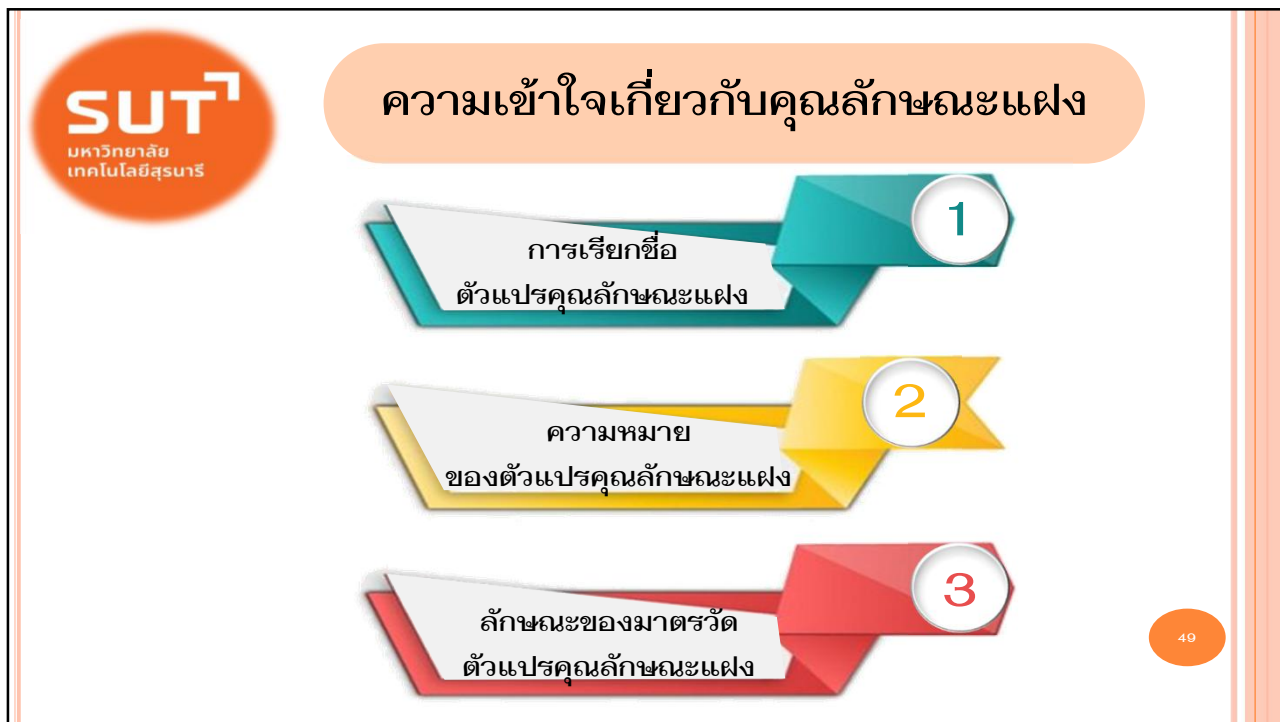 SUT
มหาวิทยาลัย
เทคโนโลยีสุรนารี
ความเข้าใจเกี่ยวกับคุณลักษณะแฝง
1
การเรียกชื่อ
ตัวแปรคุณลักษณะแฝง
2
ความหมาย
ของตัวแปรคุณลักษณะแฝง
3
ลักษณะของมาตรวัด
ตัวแปรคุณลักษณะแฝง
49